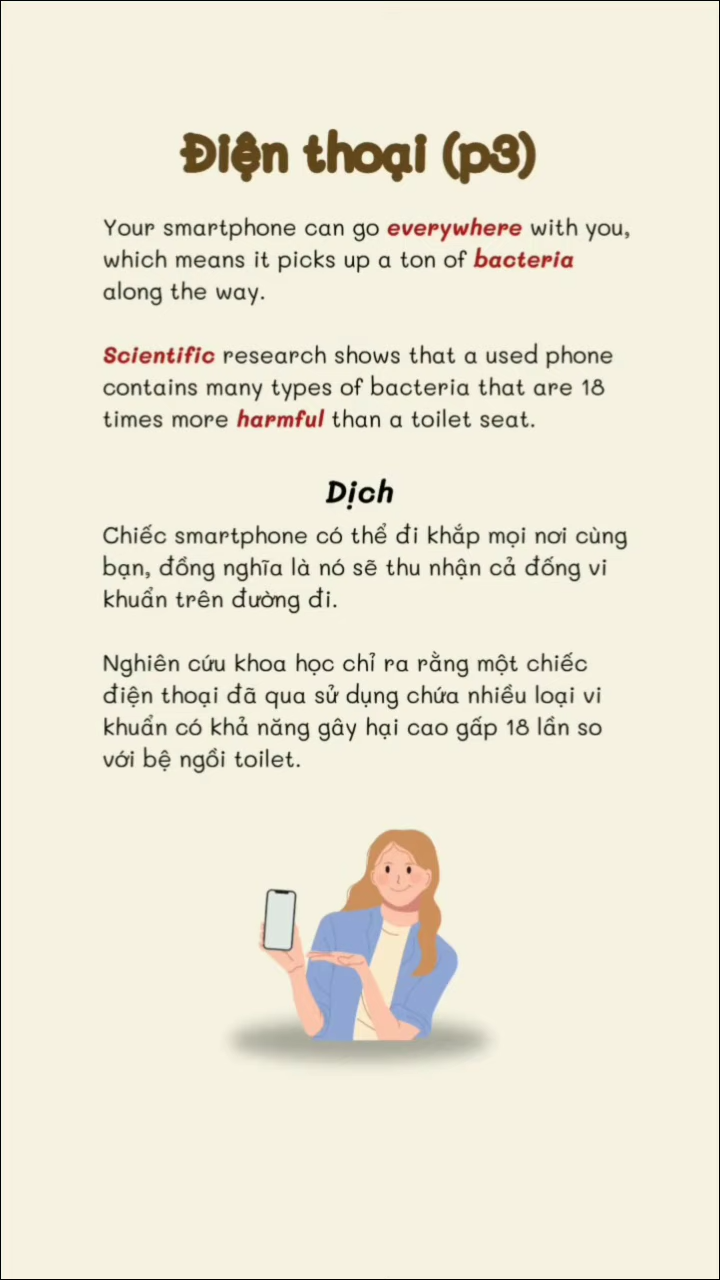 Điện thoại (p3)
Your smartphone can go everywhere with you,
which means it picks up a ton of bacteria
along the way.
Scientific research shows that a used phone
contains many types of bacteria that are 18
times more harmful than a toilet seat.
Dịch
Chiếc smartphone có thể đi khắp mọi nơi cùng
bạn, đồng nghĩa là nó sẽ thu nhận cả đống vi
khuẩn trên đường đi.
Nghiên cứu khoa học chỉ ra rằng một chiếc
điện thoại đã qua sử dụng chứa nhiều loại vi
khuẩn có khả năng gây hại cao gấp 18 lần so
với bệ ngồi toilet.